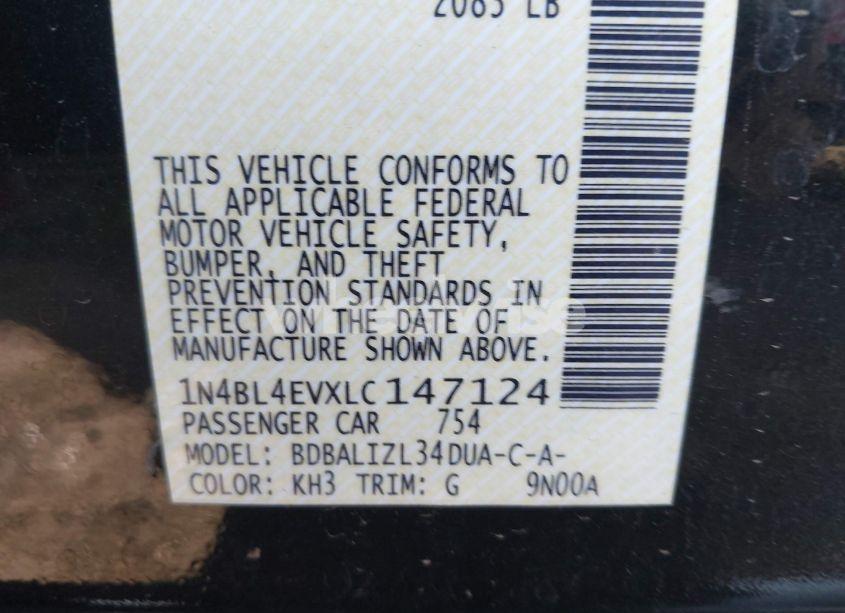 2085 LB
THIS VEHICLE CONFORMS TO
ALL APPLICABLE FEDERAL
MOTOR VEHICLE SAFETY,
BUMPER, AND THEFT
PREVENTION STANDARDS IN
EFFECT ON THE DATE OF
MANUFACTURE SHOWN ABOVE.
1N4BL4EVXLC147124
PASSENGER CAR 754
MODEL: BDBALIZL34DUA-C-A-
COLOR: KH3 TRIM: G 9N00A